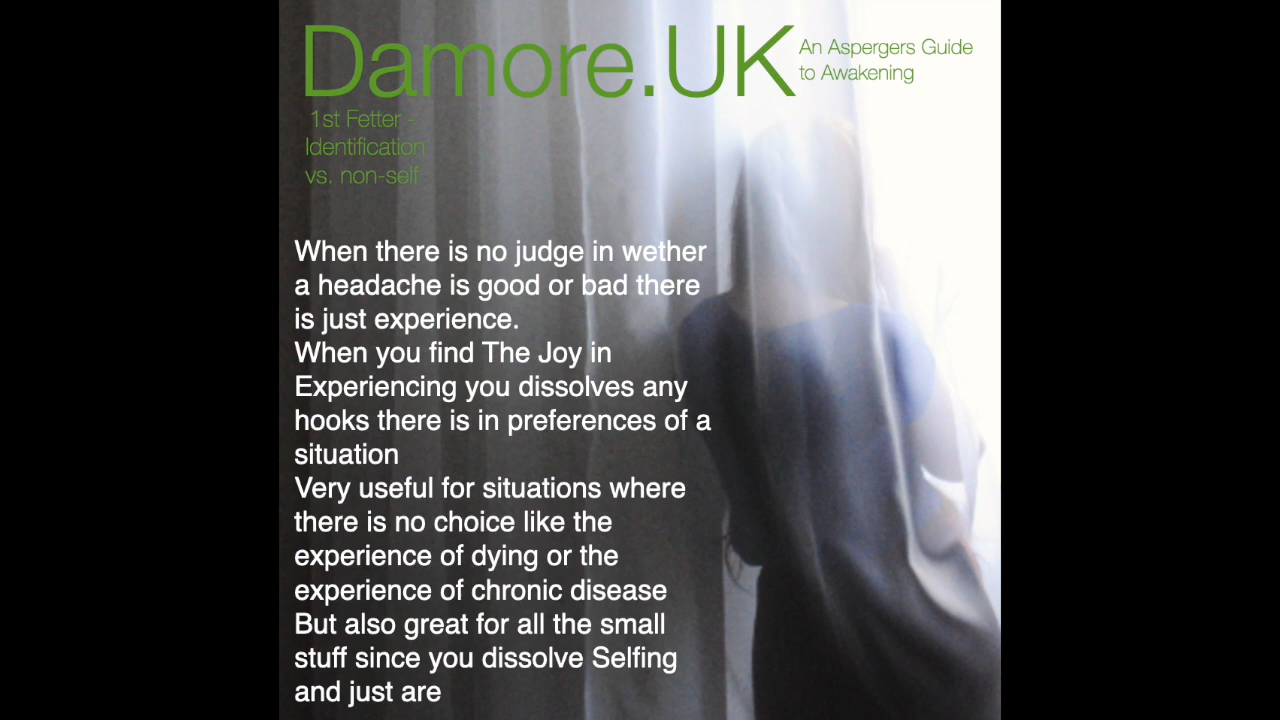 Damore.UK
An Aspergers Guide
to Awakening
1st Fetter -
Identification
vs. non-self
When there is no judge in wether
a headache is good or bad there
is just experience.
When you find The Joy in
Experiencing you dissolves any
hooks there is in preferences of a
situation
Very useful for situations where
there is no choice like the
experience of dying or the
experience of chronic disease
But also great for all the small
stuff since you dissolve Selfing
and just are